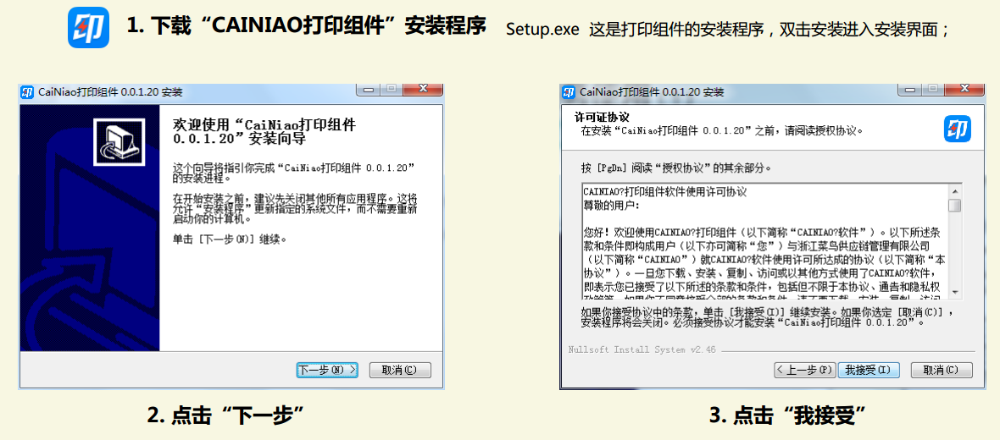 印
1. 下载“CAINIAO打印组件”安装程序 Setup.exe 这是打印组件的安装程序，双击安装进入安装界面；
印 CaiNiao打印组件 0.0.1.20 安装
欢迎使用“CaiNiao打印组件
0.0.1.20”安装向导
这个向导将指引你完成“CaiNiao打印组件 0.0.1.20”
的安装进程。
在开始安装之前，建议先关闭其他所有应用程序。这将
允许“安装程序”更新指定的系统文件，而不需要重新
启动你的计算机。
单击 [下一步(N)] 继续。
下一步(N) >
取消(C)
2. 点击“下一步”
印 CaiNiao打印组件 0.0.1.20 安装
许可证协议
在安装“CaiNiao打印组件 0.0.1.20”之前，请阅读授权协议。
印
按 [PgDn] 阅读“授权协议”的其余部分。
CAINIAO?打印组件软件使用许可协议
尊敬的用户：
您好！欢迎使用CAINIAO?打印组件（以下简称“CAINIAO?软件”）。以下所述条
款和条件即构成用户（以下亦可简称“您”）与浙江菜鸟供应链管理有限公司
（以下简称“CAINIAO”）就CAINIAO?软件使用许可所达成的协议（以下简称“本
协议”）。一旦您下载、安装、复制、访问或以其他方式使用了CAINIAO?软件，
即表示您已接受了以下所述的条款和条件，包括但不限于本协议、通告和隐私权
政策等。如果你不同意接受全部的条款和条件，请不要下载、安装、复制、访问
如果你接受协议中的条款，单击 [我接受(I)] 继续安装。如果你选定 [取消(C)] ，
安装程序将会关闭。必须接受协议才能安装“CaiNiao打印组件 0.0.1.20”。
Nullsoft Install System v2.46
< 上一步(P)
我接受(I)
取消(C)
3. 点击“我接受”